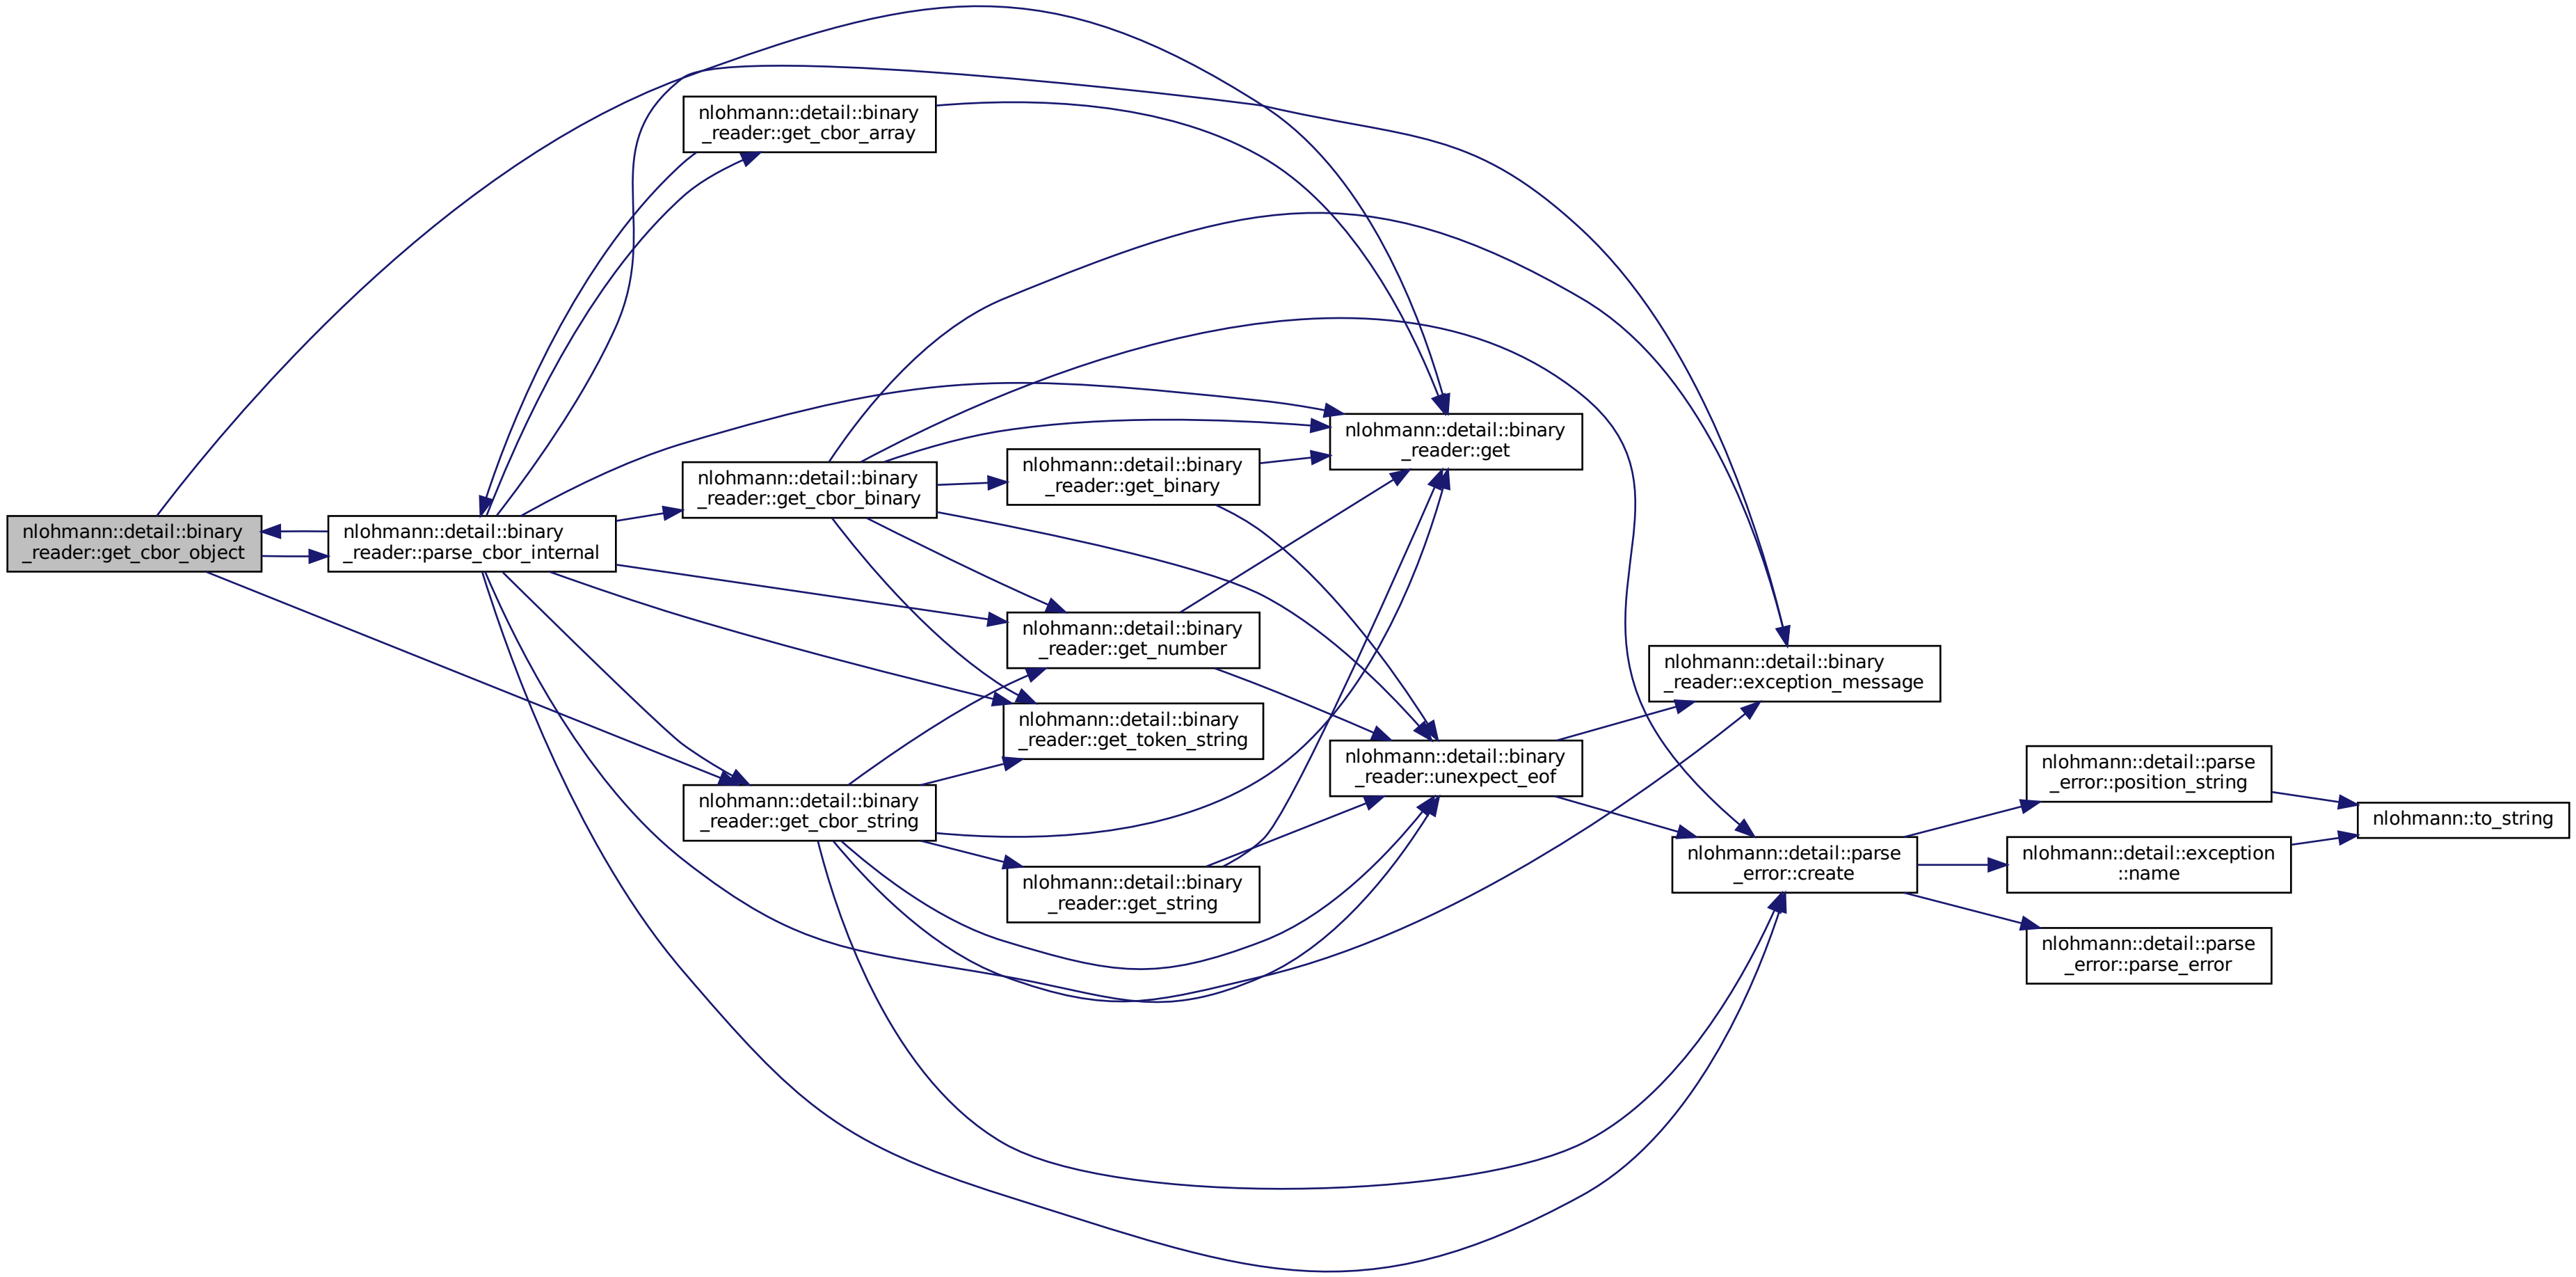 nlohmann::detail::binary
_reader::get_cbor_object
nlohmann::detail::binary
_reader::parse_cbor_internal
nlohmann::detail::binary
_reader::get_cbor_array
nlohmann::detail::binary
_reader::get_cbor_binary
nlohmann::detail::binary
_reader::get_cbor_string
nlohmann::detail::binary
_reader::get_binary
nlohmann::detail::binary
_reader::get_number
nlohmann::detail::binary
_reader::get_token_string
nlohmann::detail::binary
_reader::get_string
nlohmann::detail::binary
_reader::get
nlohmann::detail::binary
_reader::unexpect_eof
nlohmann::detail::binary
_reader::exception_message
nlohmann::detail::parse
_error::create
nlohmann::detail::parse
_error::position_string
nlohmann::detail::exception
::name
nlohmann::detail::parse
_error::parse_error
nlohmann::to_string